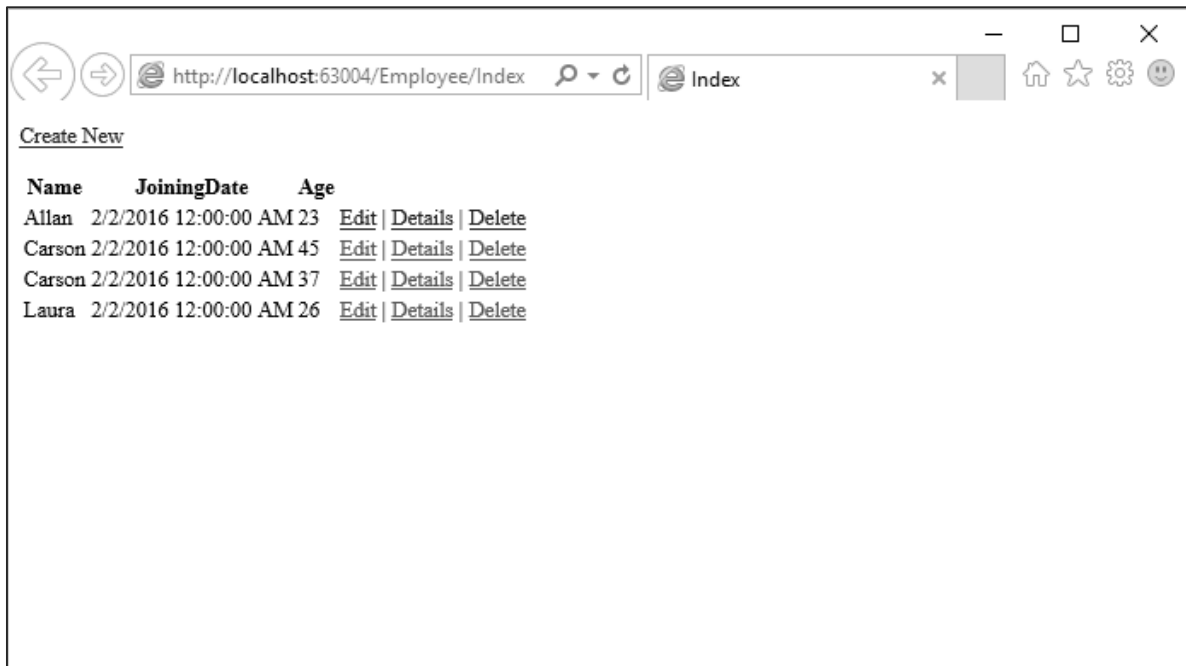 http://localhost:63004/Employee/Index
Index
Create New
Name JoiningDate Age
Allan 2/2/2016 12:00:00 AM 23 Edit | Details | Delete
Carson 2/2/2016 12:00:00 AM 45 Edit | Details | Delete
Carson 2/2/2016 12:00:00 AM 37 Edit | Details | Delete
Laura 2/2/2016 12:00:00 AM 26 Edit | Details | Delete